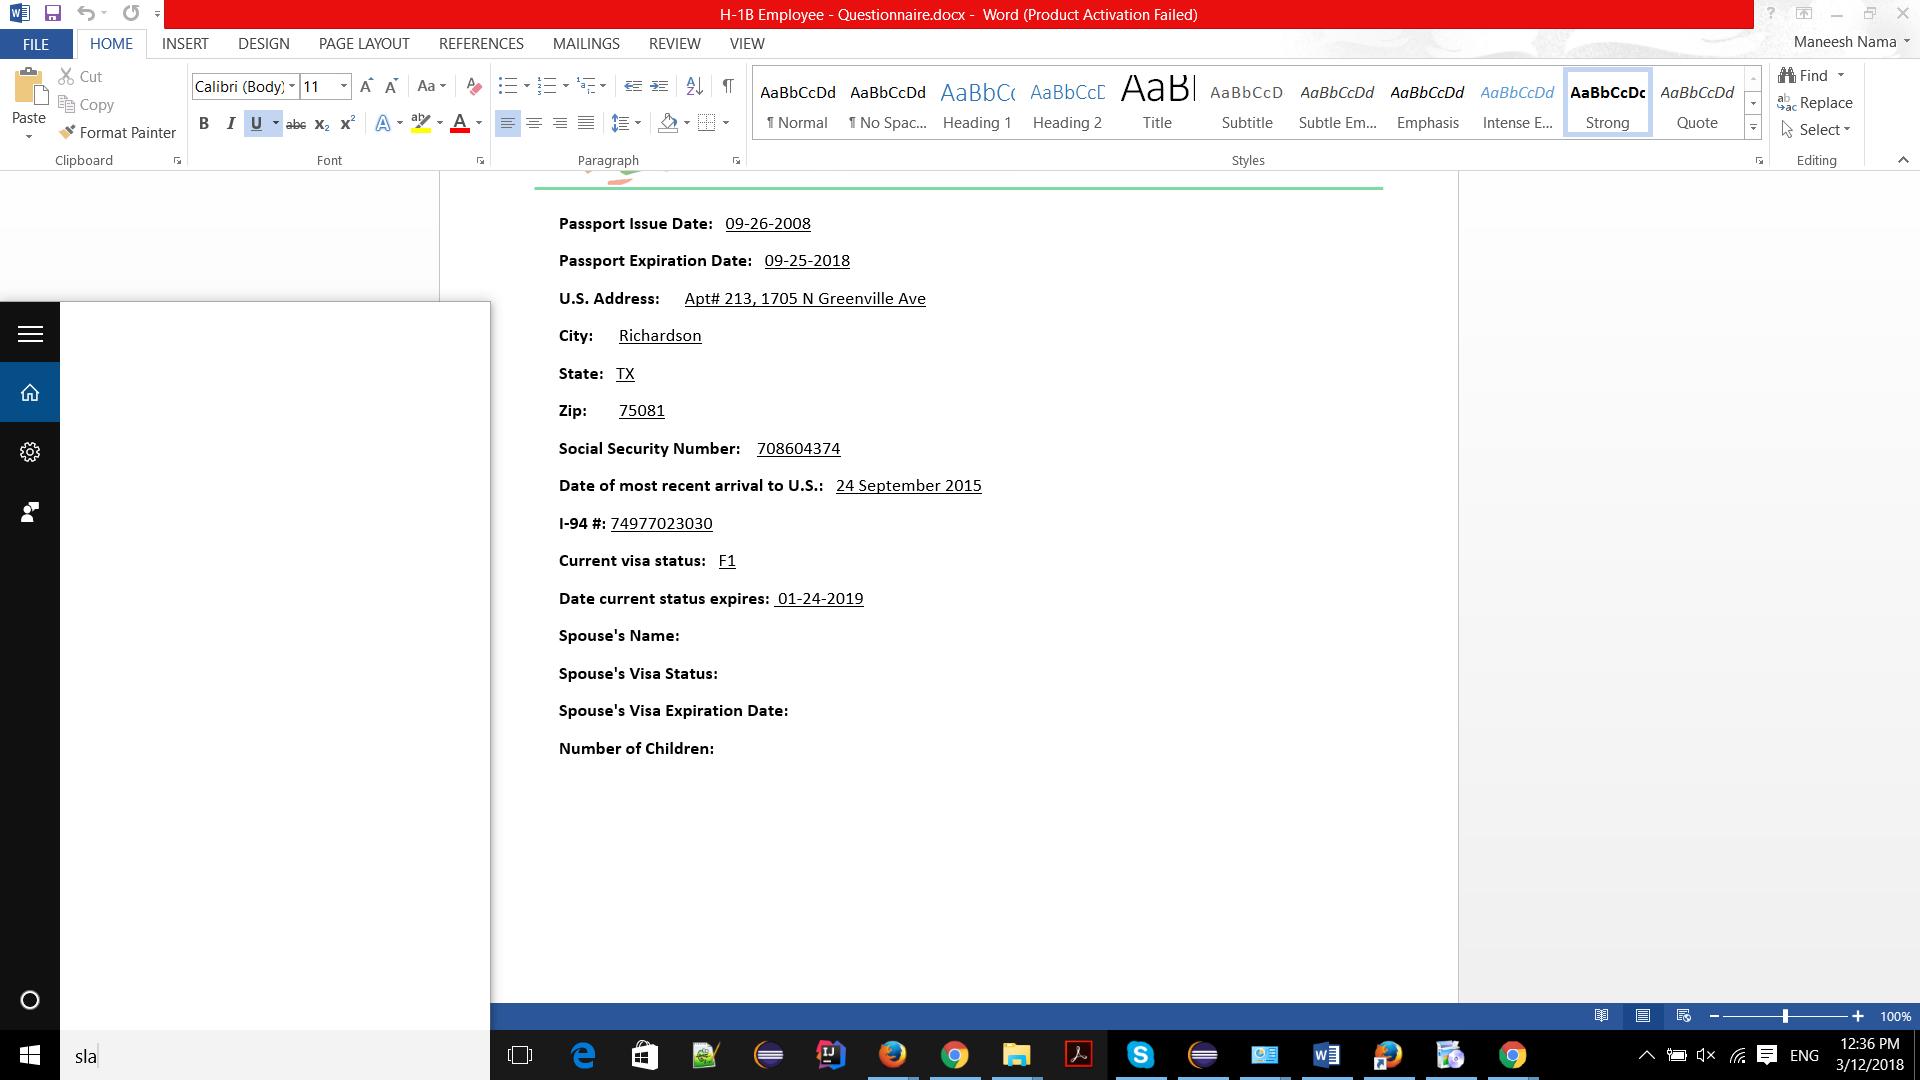 H-1B Employee - Questionnaire.docx - Word (Product Activation Failed)
FILE HOME INSERT DESIGN PAGE LAYOUT REFERENCES MAILINGS REVIEW VIEW Maneesh Nama
Paste
Cut
Copy
Format Painter
Clipboard
Calibri (Body) 11
Font
Paragraph
AaBbCcDd AaBbCcDd AaBbCc AaBbCcD AaBl AaBbCcD AaBbCcDd AaBbCcDd AaBbCcDd AaBbCcDc AaBbCcDd
¶ Normal ¶ No Spac... Heading 1 Heading 2 Title Subtitle Subtle Em... Emphasis Intense E... Strong Quote
Styles
Find
Replace
Select
Editing
Passport Issue Date: 09-26-2008
Passport Expiration Date: 09-25-2018
U.S. Address: Apt# 213, 1705 N Greenville Ave
City: Richardson
State: TX
Zip: 75081
Social Security Number: 708604374
Date of most recent arrival to U.S.: 24 September 2015
I-94 #: 74977023030
Current visa status: F1
Date current status expires: 01-24-2019
Spouse's Name:
Spouse's Visa Status:
Spouse's Visa Expiration Date:
Number of Children:
100%
sla
ENG
12:36 PM
3/12/2018